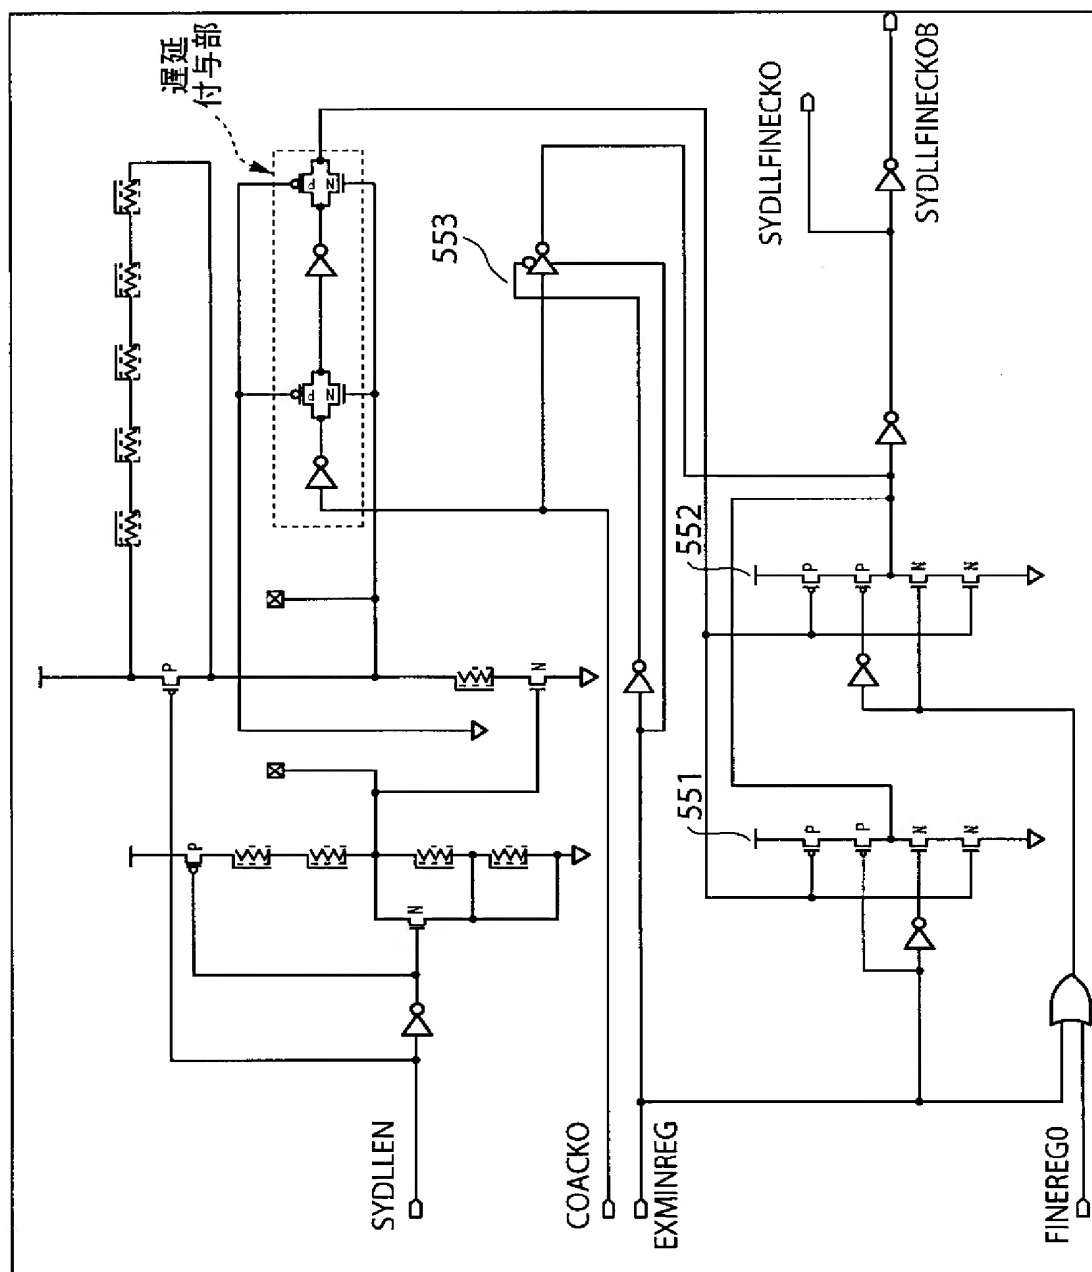 遅延
付与部
P
N
P
N
553
SYDLLFINECKO
SYDLLFINECKOB
P
N
P
N
552
P
P
N
N
551
P
P
N
N
SYDLLEN
COACKO
EXMINREG
FINEREG0